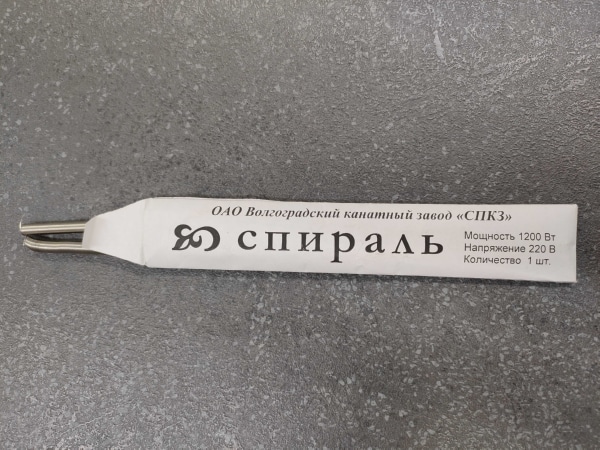 ОАО Волгоградский канатный завод «СПКЗ»
спираль
Мощность 1200 Вт
Напряжение 220 В
Количество 1 шт.